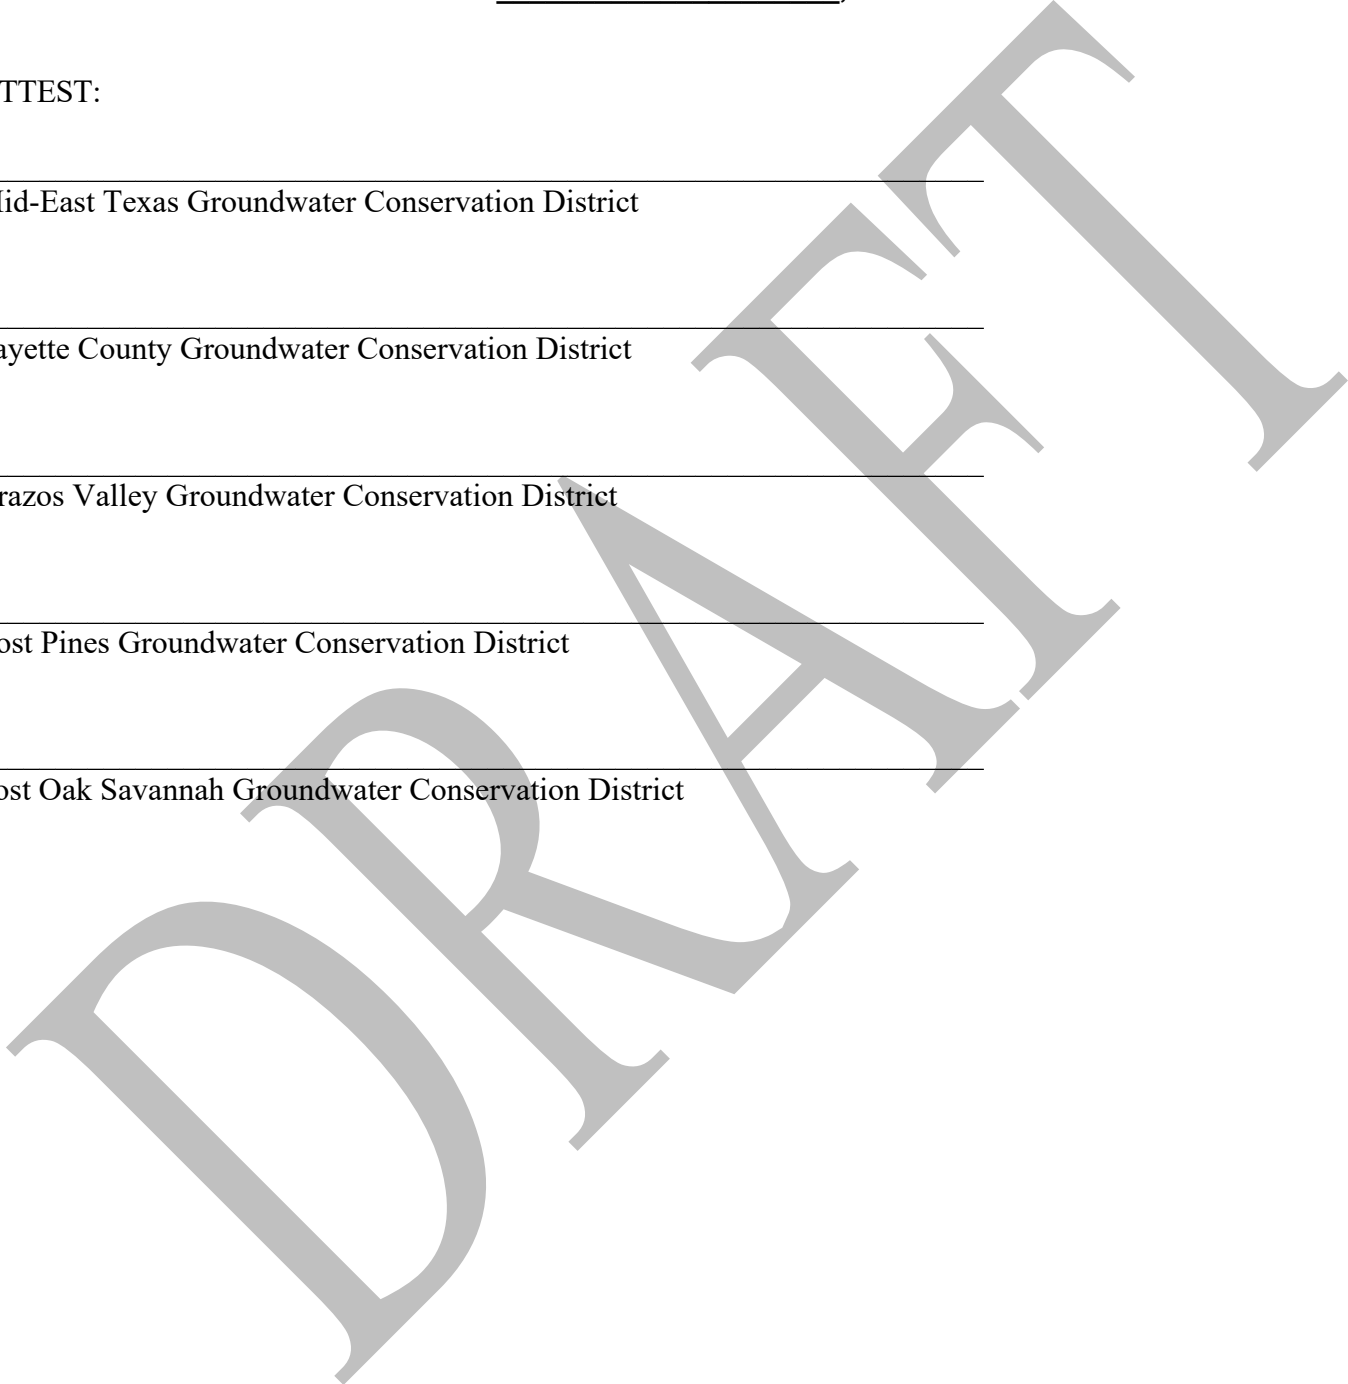 TTEST:
Mid-East Texas Groundwater Conservation District
ayette County Groundwater Conservation District
razos Valley Groundwater Conservation District
ost Pines Groundwater Conservation District
ost Oak Savannah Groundwater Conservation District
DRAFT